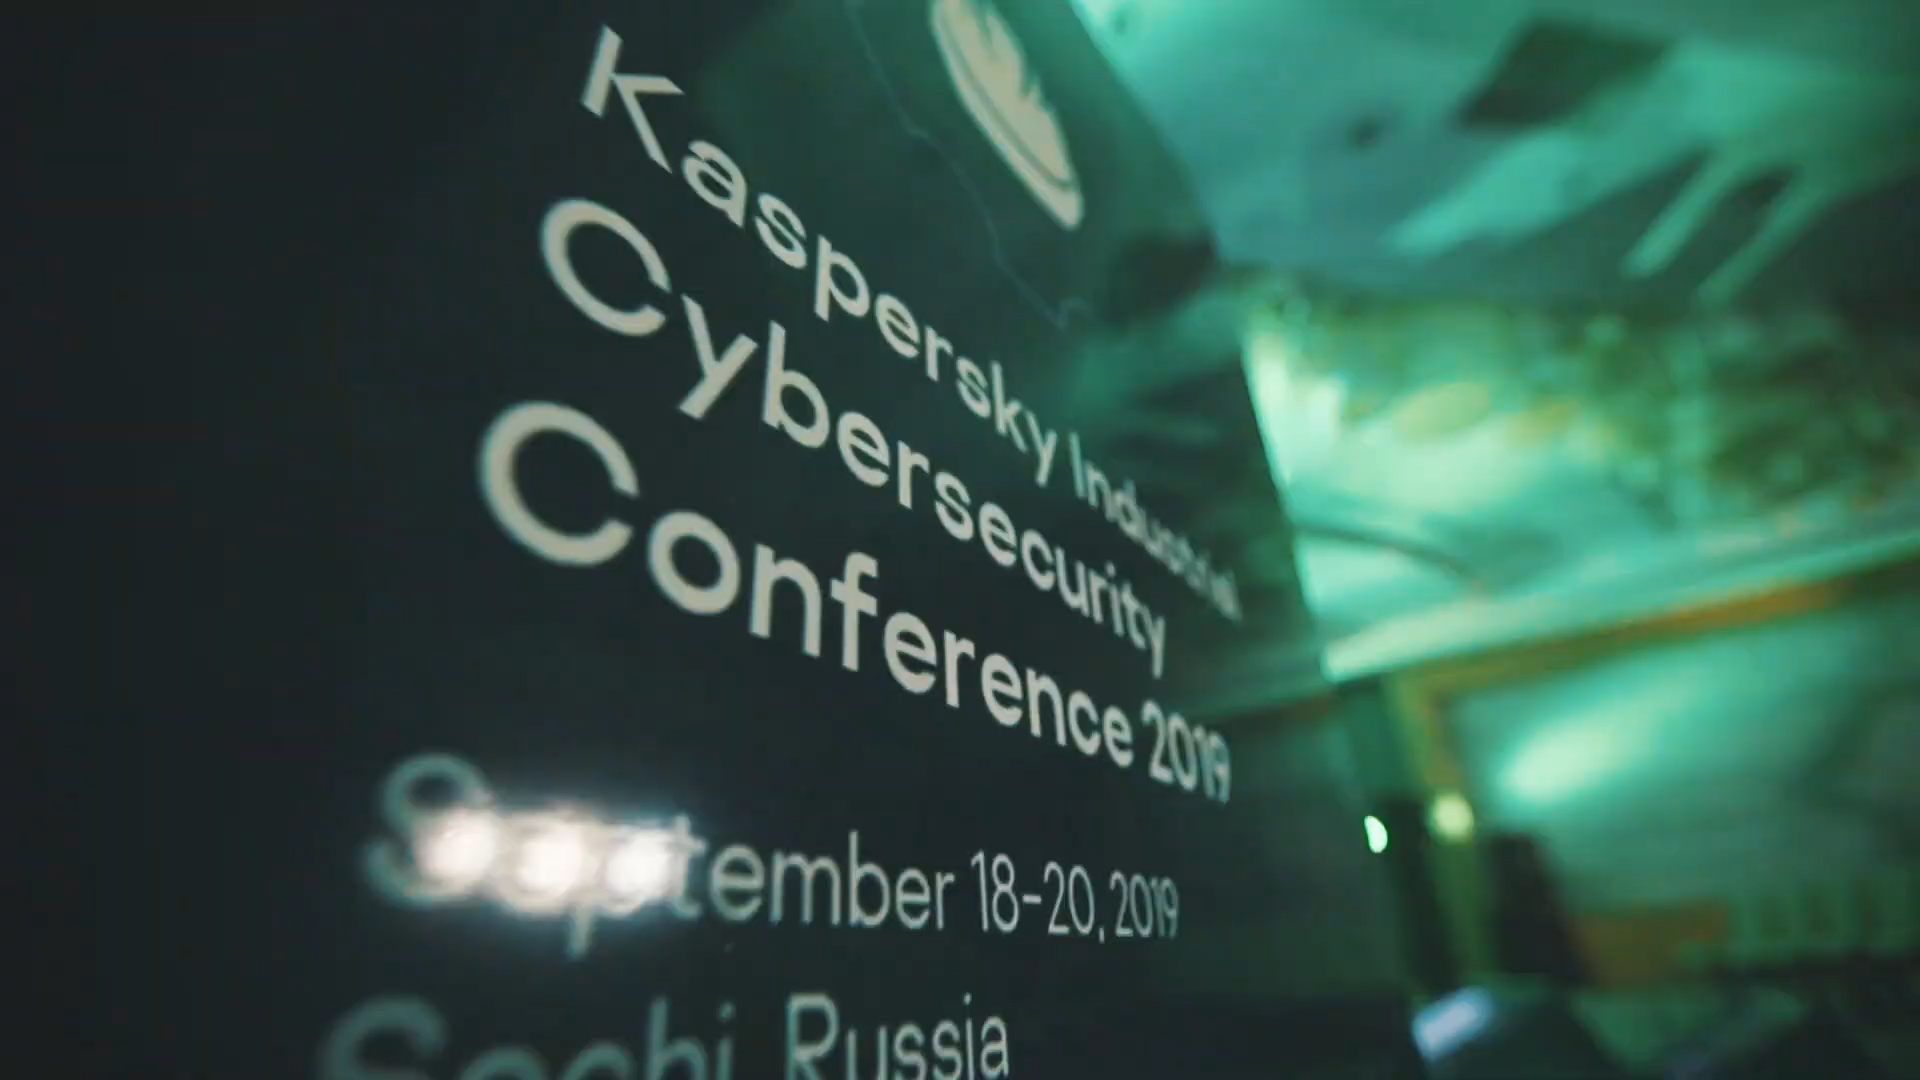 Kaspersky Industrial
Cybersecurity
Conference 2019
September 18-20, 2019
Sochi Russia